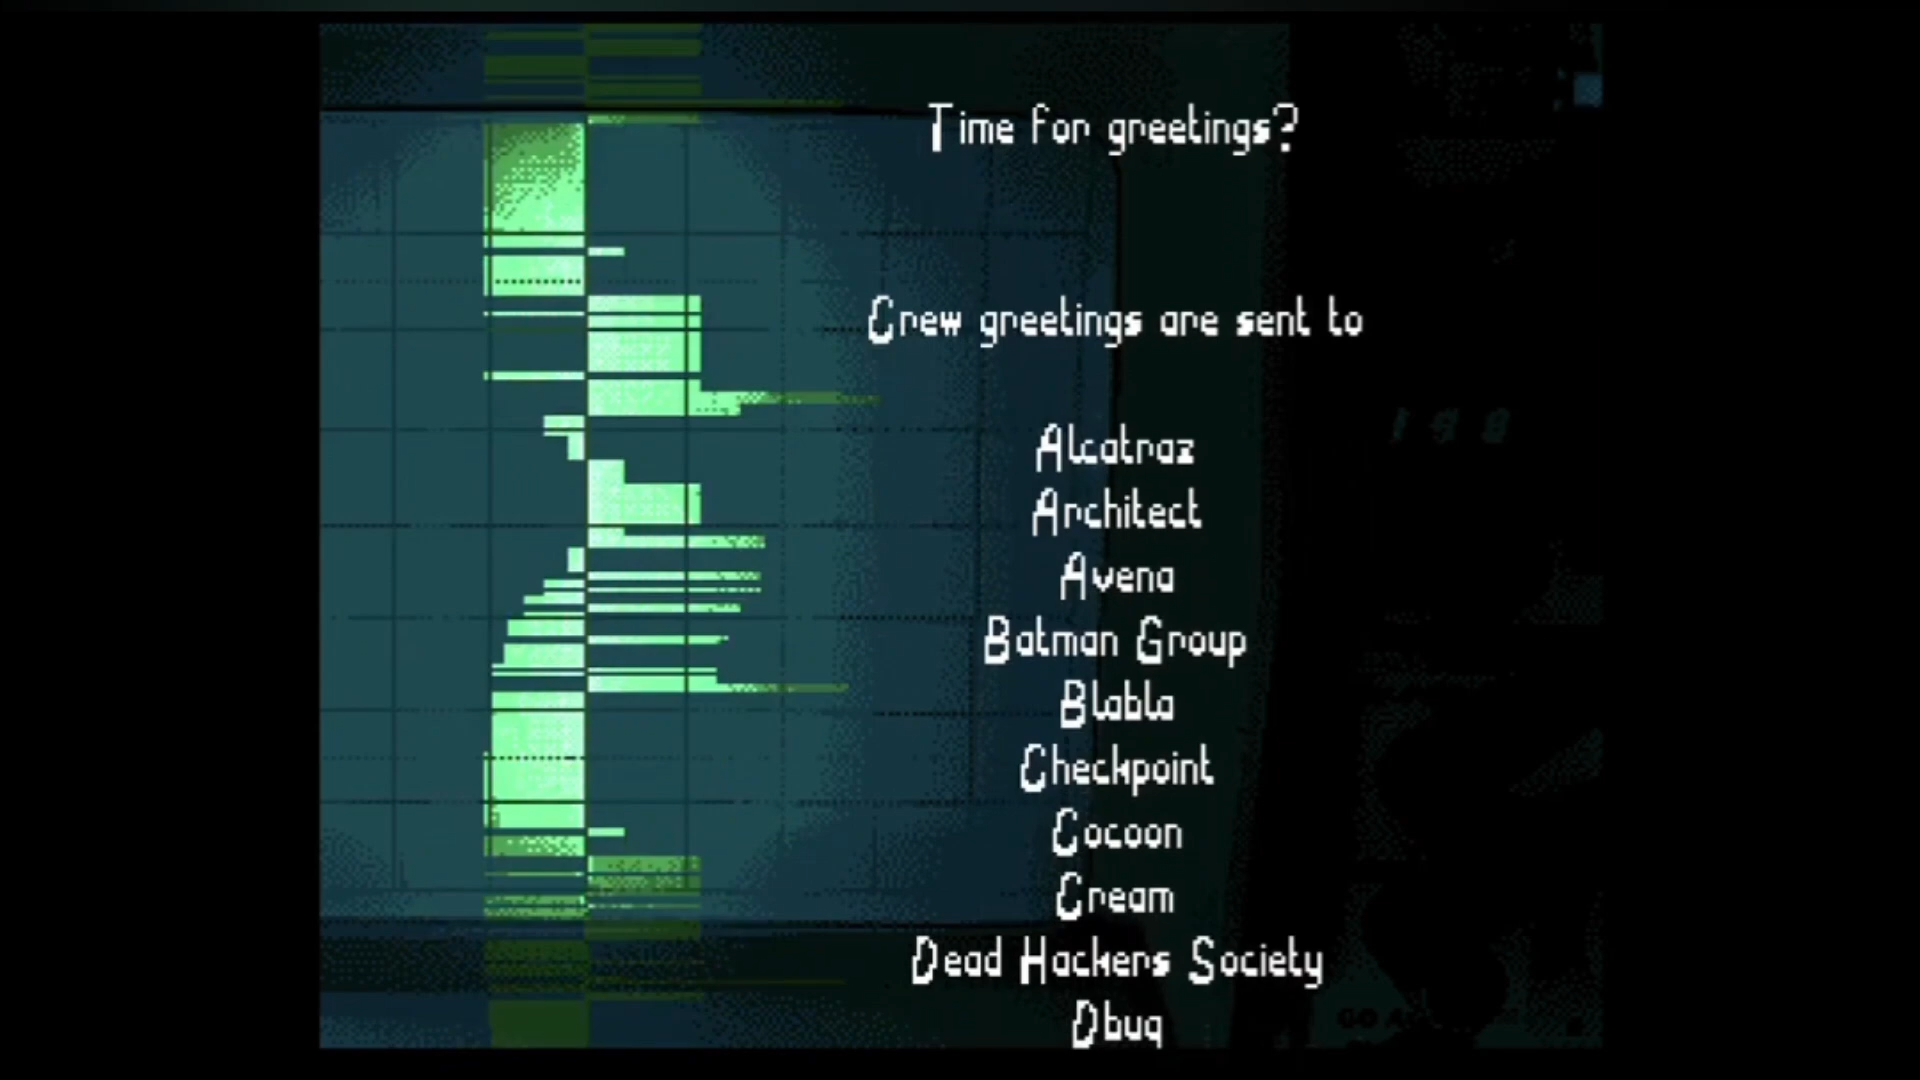 Time for greetings?
Crew greetings are sent to
Alcatraz
Architect
Avena
Batman Group
Blabla
Checkpoint
Cocoon
Cream
Dead Hackers Society
Dbug